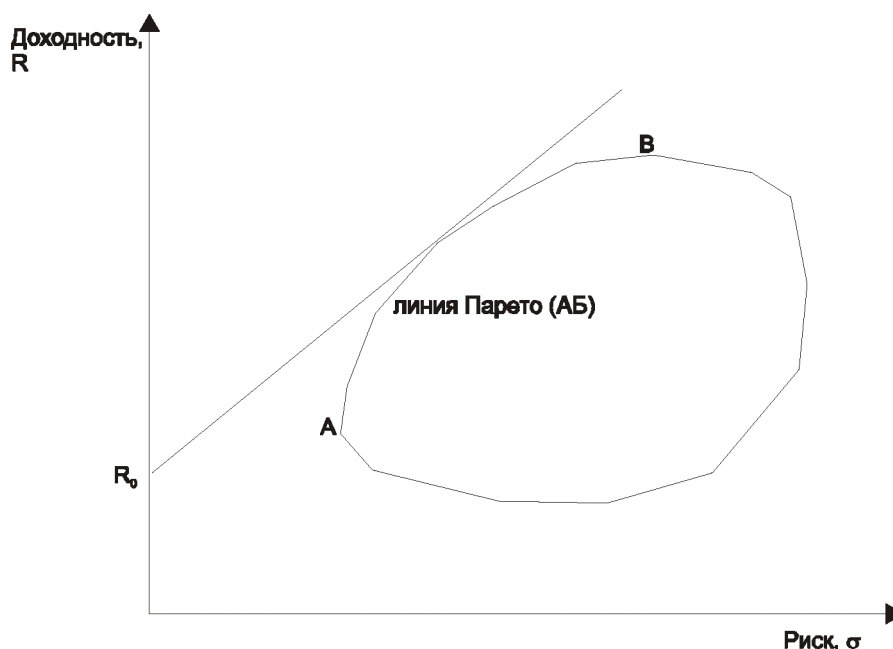 Доходность,
R
B
линия Парето (АБ)
A
R₀
Риск, σ